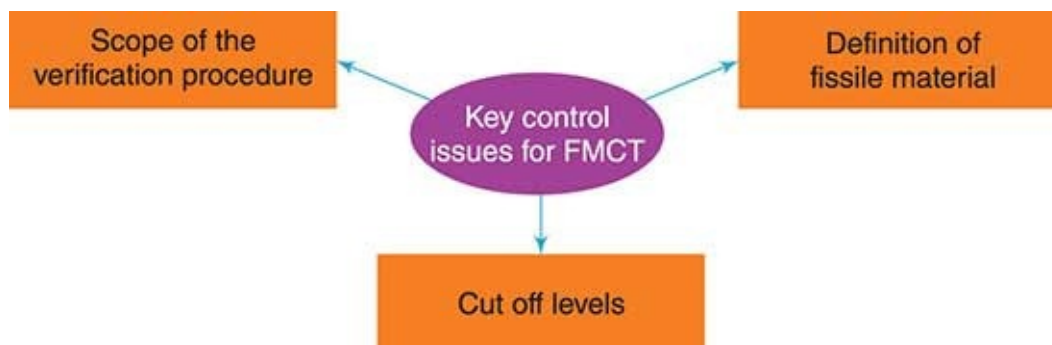 Scope of the
verification procedure
Definition of
fissile material
Key control
issues for FMCT
Cut off levels